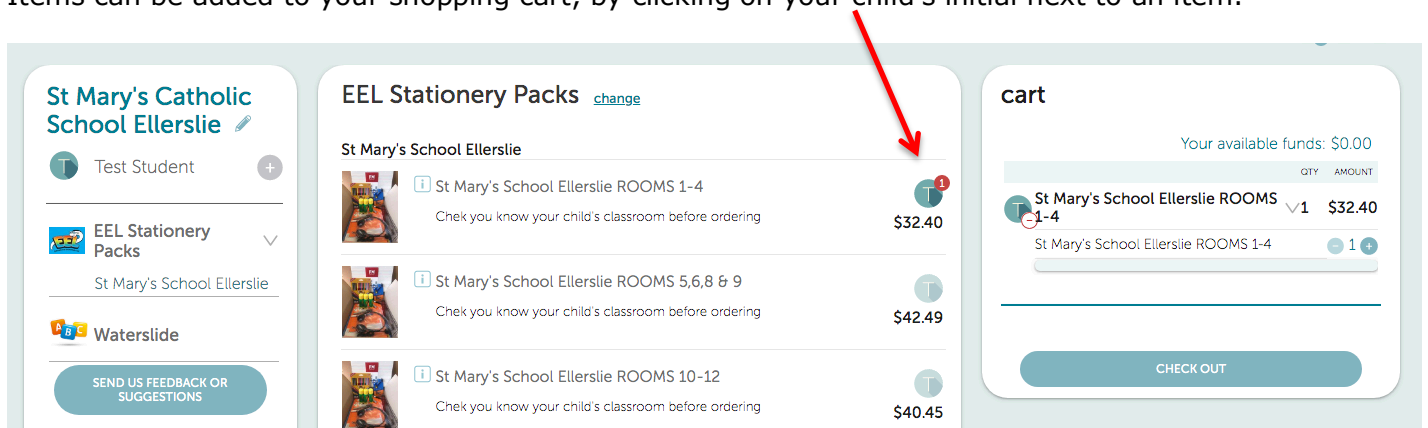 Items can be added to your shopping cart, by clicking on your child's initial next to an item.
St Mary's Catholic
School Ellerslie
T Test Student +
EEL Stationery
Packs
St Mary's School Ellerslie
ABC Waterslide
SEND US FEEDBACK OR
SUGGESTIONS
EEL Stationery Packs change
St Mary's School Ellerslie
i St Mary's School Ellerslie ROOMS 1-4
T 1
Chek you know your child's classroom before ordering
$32.40
i St Mary's School Ellerslie ROOMS 5,6,8 & 9
T
Chek you know your child's classroom before ordering
$42.49
i St Mary's School Ellerslie ROOMS 10-12
T
Chek you know your child's classroom before ordering
$40.45
cart
Your available funds: $0.00
QTY AMOUNT
T St Mary's School Ellerslie ROOMS
1-4
1 $32.40
St Mary's School Ellerslie ROOMS 1-4 − 1 +
CHECK OUT